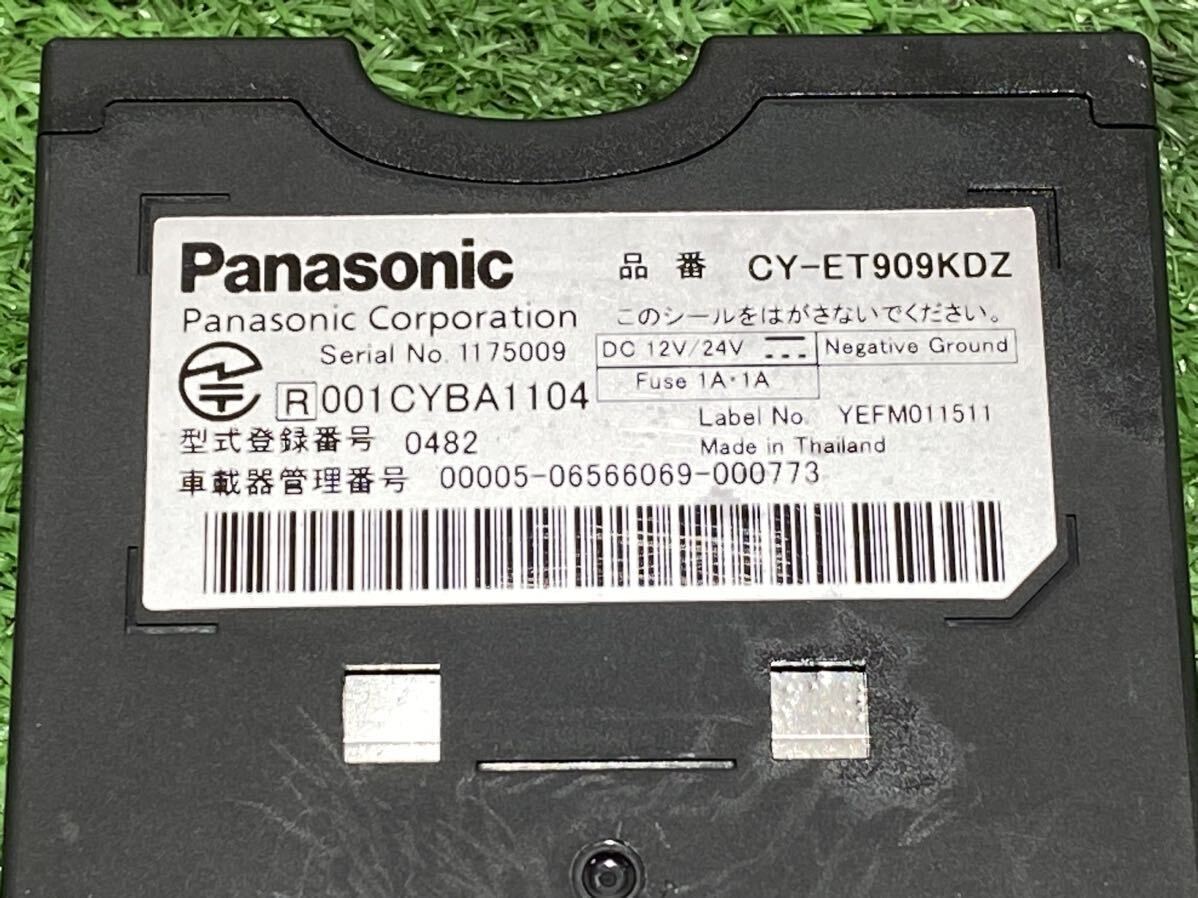 Panasonic
品番 CY-ET909KDZ
Panasonic Corporation
このシールをはがさないでください。
Serial No. 1175009
DC 12V/24V
Negative Ground
Fuse 1A・1A
R 001CYBA1104
Label No. YEFM011511
型式登録番号 0482
Made in Thailand
車載器管理番号 00005-06566069-000773